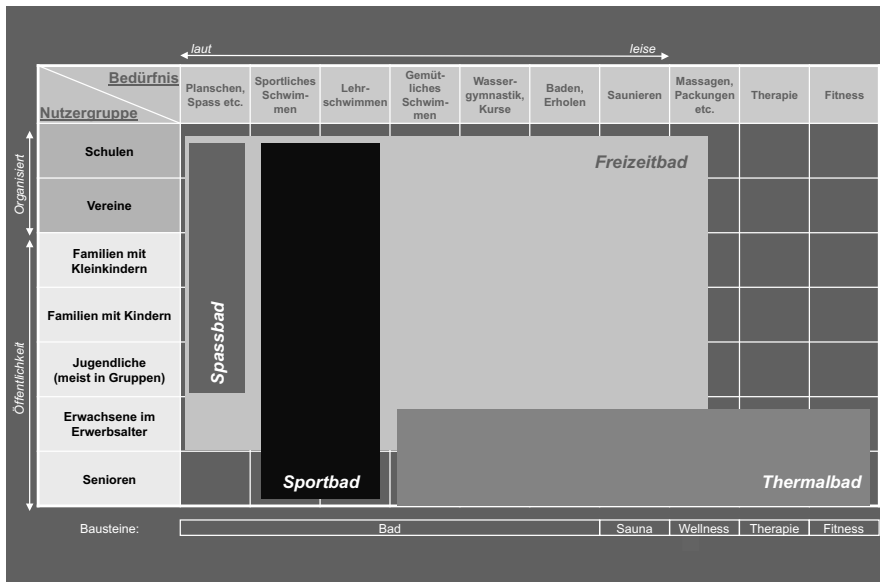 laut
leise
Bedürfnis
Nutzergruppe
Planschen,
Spass etc.
Sportliches
Schwim-
men
Lehr-
schwimmen
Gemüt-
liches
Schwim-
men
Wasser-
gymnastik,
Kurse
Baden,
Erholen
Saunieren
Massagen,
Packungen
etc.
Therapie
Fitness
Organisiert
Schulen
Freizeitbad
Vereine
Öffentlichkeit
Familien mit
Kleinkindern
Familien mit Kindern
Spassbad
Jugendliche
(meist in Gruppen)
Erwachsene im
Erwerbsalter
Senioren
Sportbad
Thermalbad
Bausteine:
Bad
Sauna
Wellness
Therapie
Fitness